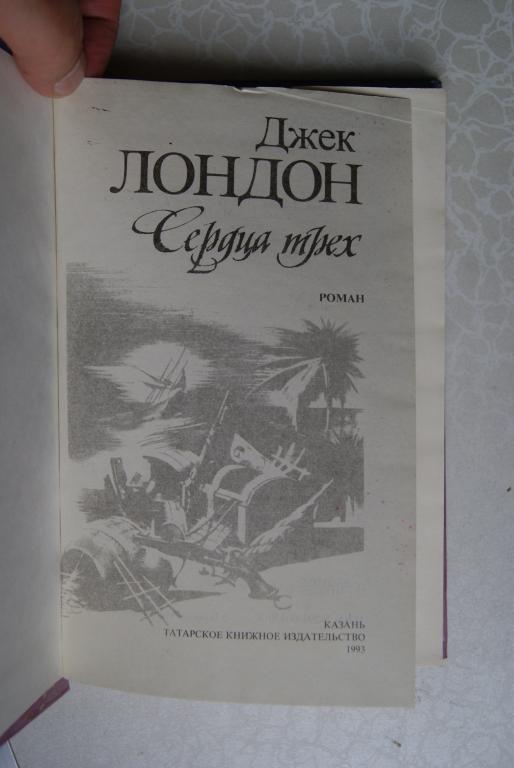 Джек
ЛОНДОН
Сердца трех
РОМАН
КАЗАНЬ
ТАТАРСКОЕ КНИЖНОЕ ИЗДАТЕЛЬСТВО
1993